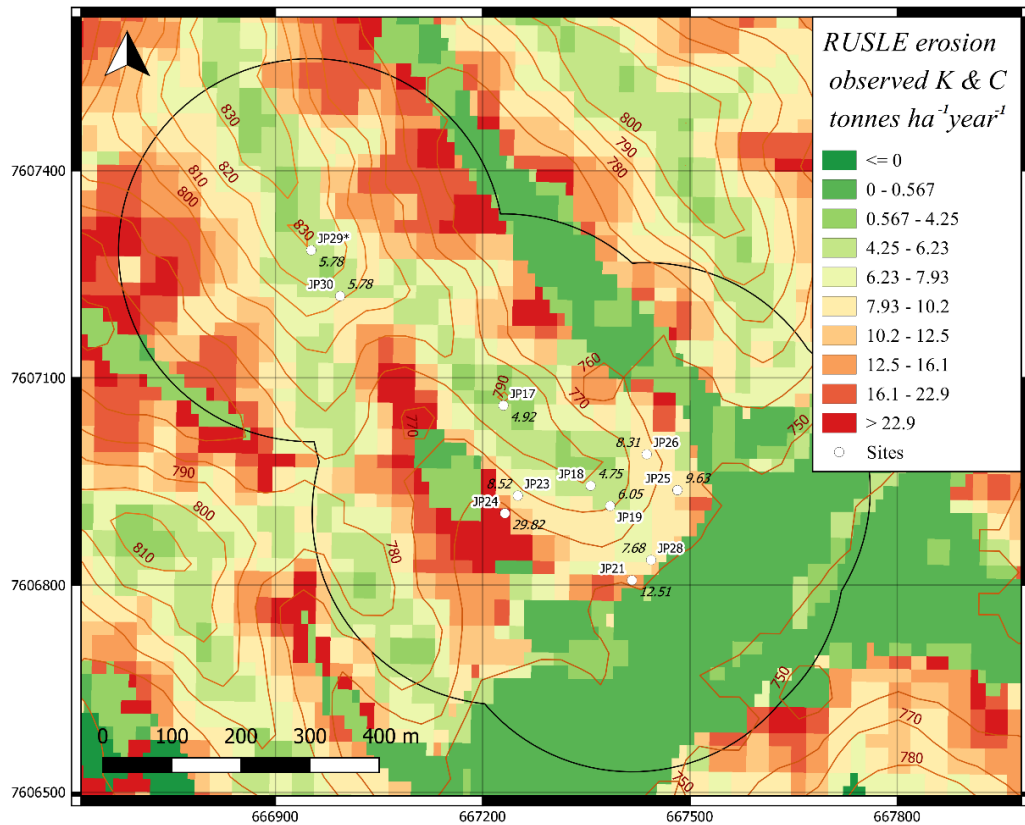 RUSLE erosion
observed K & C
tonnes ha⁻¹year⁻¹
<= 0
0 - 0.567
0.567 - 4.25
4.25 - 6.23
6.23 - 7.93
7.93 - 10.2
10.2 - 12.5
12.5 - 16.1
16.1 - 22.9
> 22.9
Sites
830
800
790
780
810
820
800
830
JP29*
5.78
JP30
5.78
760
790
770
JP17
4.92
770
750
8.31
JP26
790
JP18
4.75
JP25
9.63
8.52
JP23
6.05
JP24
JP19
29.82
800
810
780
7.68
JP28
JP21
12.51
750
770
780
750
0 100 200 300 400 m
7607400
7607100
7606800
7606500
666900
667200
667500
667800